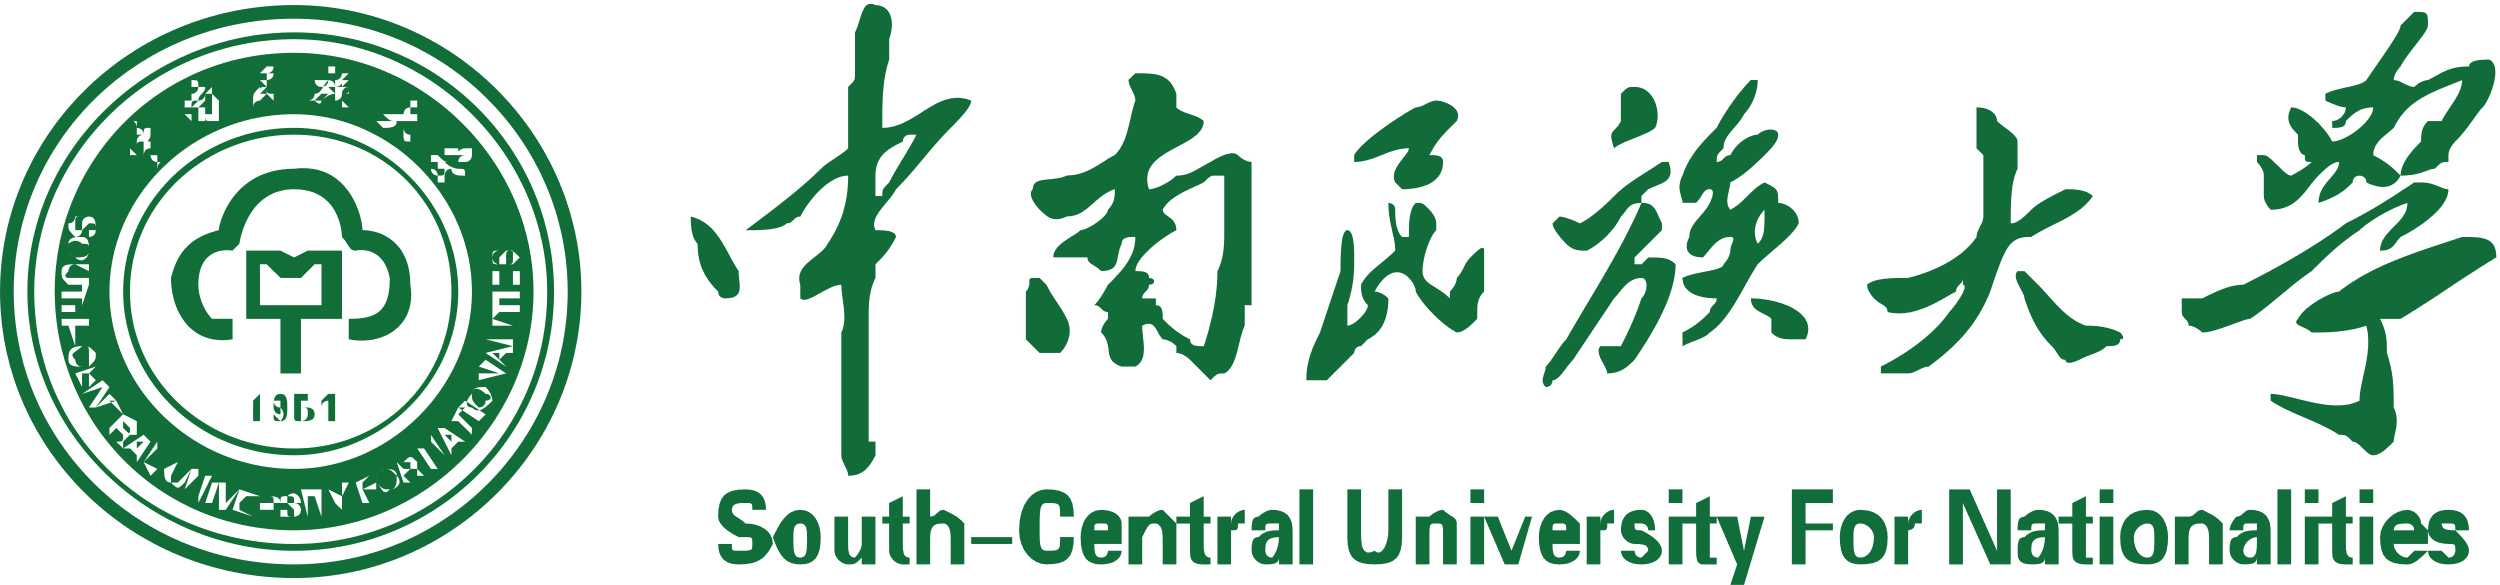 1951
中南民族大学
South—Central University For Nationalities